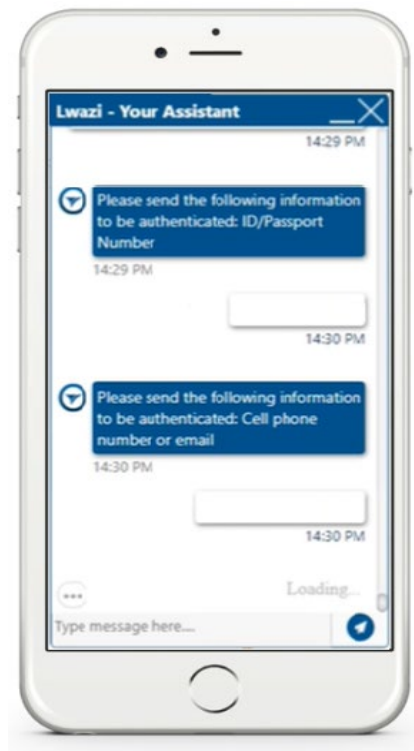 Lwazi - Your Assistant
14:29 PM
Please send the following information
to be authenticated: ID/Passport
Number
14:29 PM
14:30 PM
Please send the following information
to be authenticated: Cell phone
number or email
14:30 PM
14:30 PM
Loading...
Type message here....